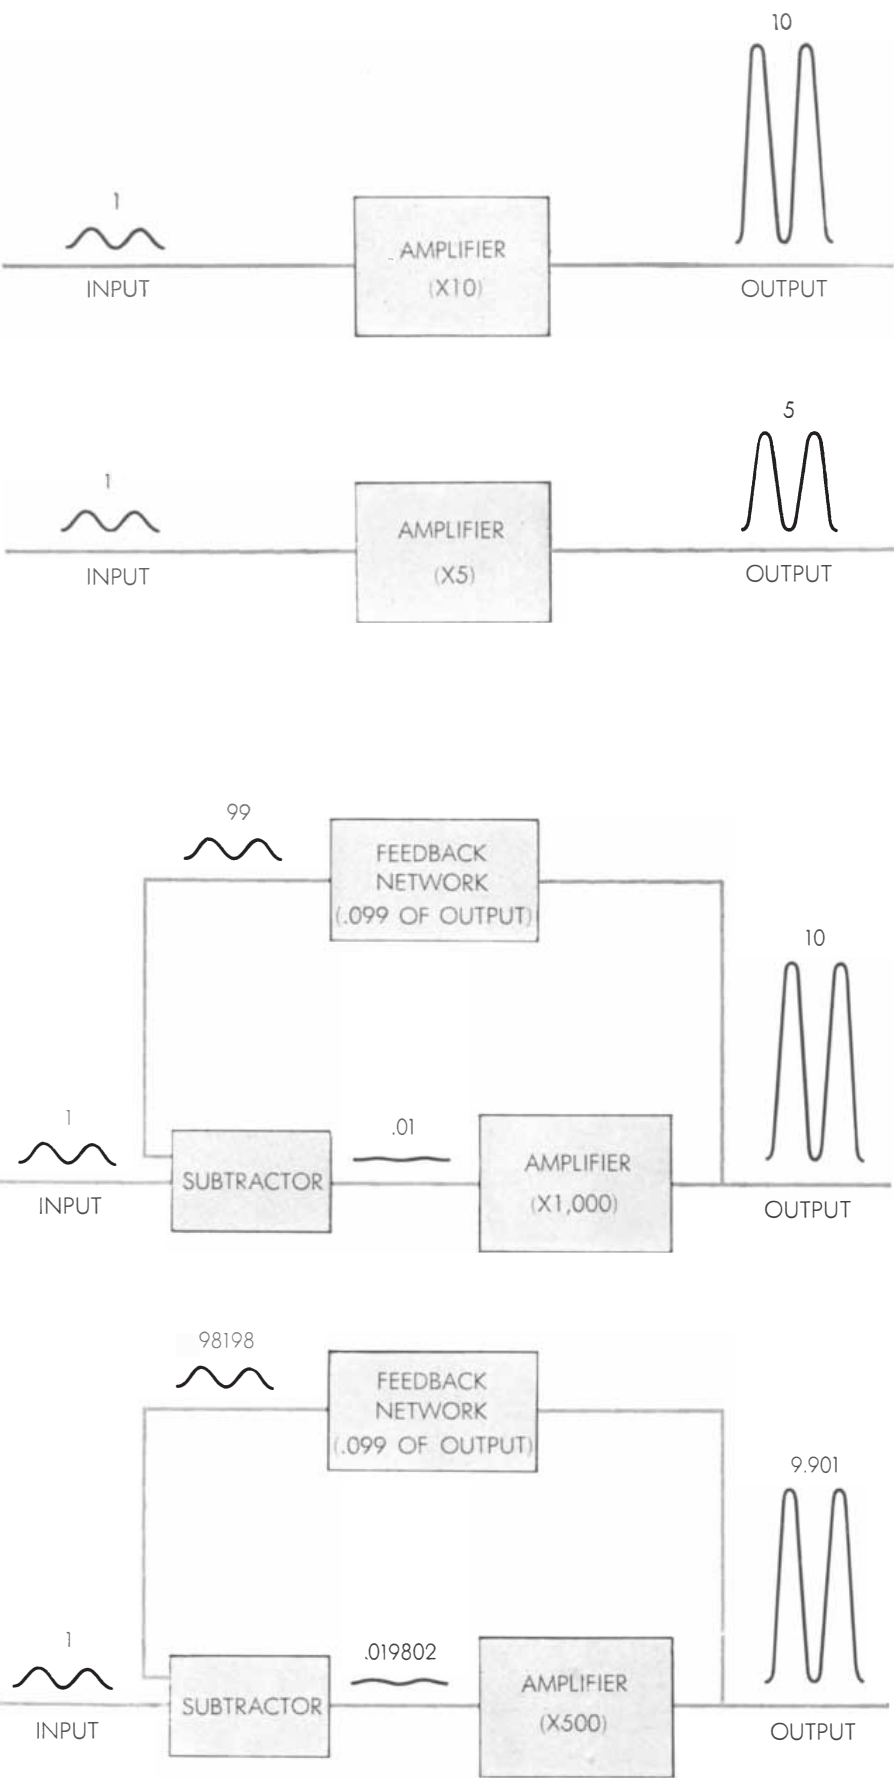 10
1
AMPLIFIER
(X10)
INPUT
OUTPUT
5
1
AMPLIFIER
(X5)
INPUT
OUTPUT
99
FEEDBACK
NETWORK
(.099 OF OUTPUT)
10
1
.01
AMPLIFIER
(X1,000)
SUBTRACTOR
INPUT
OUTPUT
98198
FEEDBACK
NETWORK
(.099 OF OUTPUT)
9.901
1
.019802
AMPLIFIER
(X500)
SUBTRACTOR
INPUT
OUTPUT